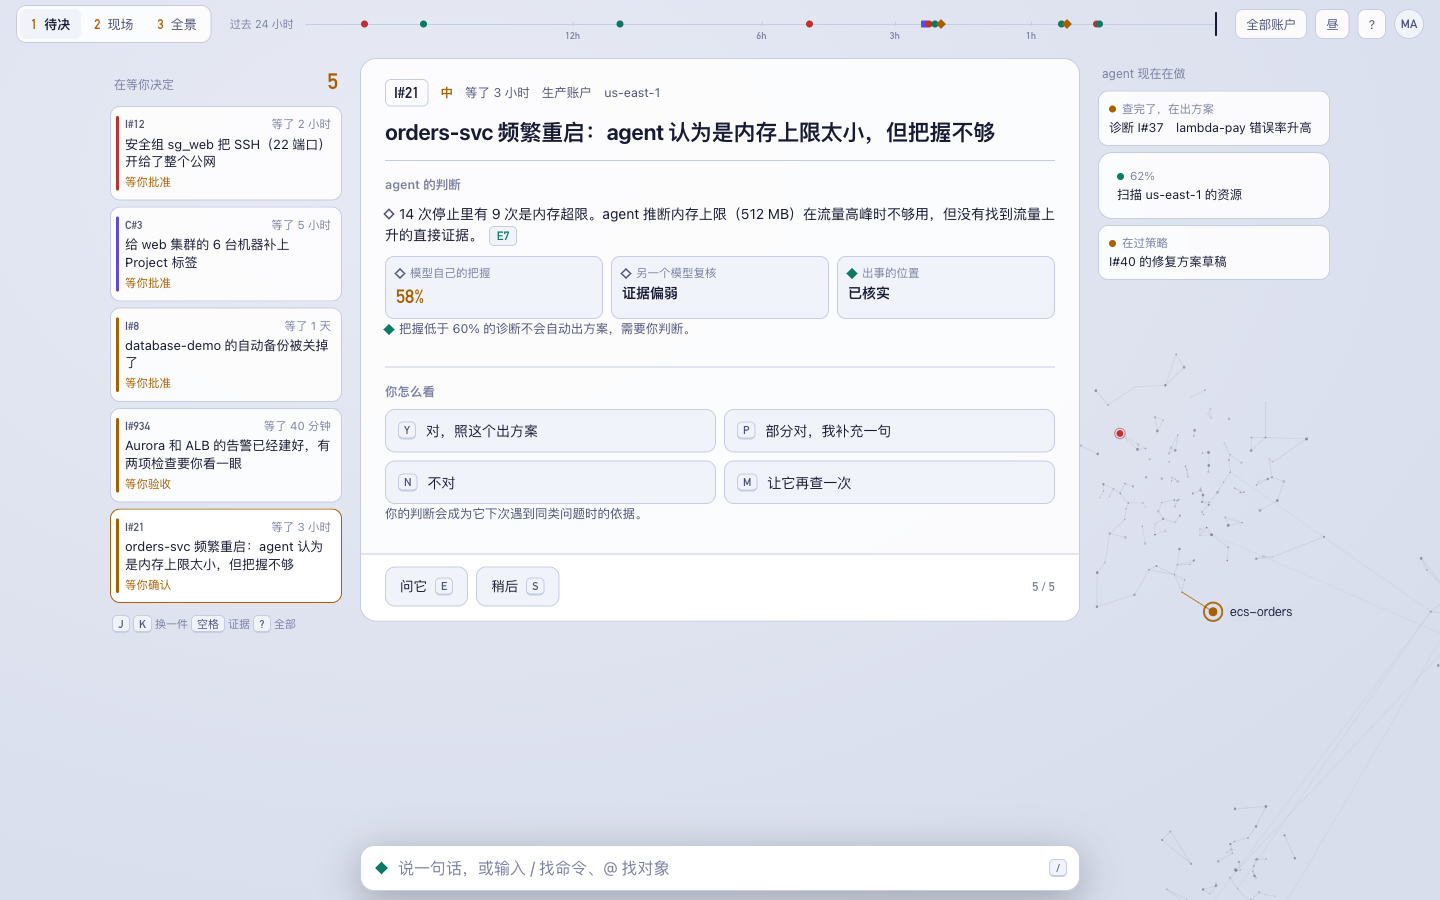 1 待决 2 现场 3 全景
过去 24 小时
12h 6h 3h 1h
全部账户 昼 ? MA
在等你决定 5
I#12 等了 2 小时
安全组 sg_web 把 SSH（22 端口）
开给了整个公网
等你批准
C#3 等了 5 小时
给 web 集群的 6 台机器补上
Project 标签
等你批准
I#8 等了 1 天
database-demo 的自动备份被关掉
了
等你批准
I#934 等了 40 分钟
Aurora 和 ALB 的告警已经建好，有
两项检查要你看一眼
等你验收
I#21 等了 3 小时
orders-svc 频繁重启：agent 认为
是内存上限太小，但把握不够
等你确认
J K 换一件 空格 证据 ? 全部
I#21 中 等了 3 小时 生产账户 us-east-1
orders-svc 频繁重启：agent 认为是内存上限太小，但把握不够
agent 的判断
14 次停止里有 9 次是内存超限。agent 推断内存上限（512 MB）在流量高峰时不够用，但没有找到流量上
升的直接证据。 E7
模型自己的把握
58%
另一个模型复核
证据偏弱
出事的位置
已核实
把握低于 60% 的诊断不会自动出方案，需要你判断。
你怎么看
Y 对，照这个出方案
P 部分对，我补充一句
N 不对
M 让它再查一次
你的判断会成为它下次遇到同类问题时的依据。
问它 E 稍后 S 5 / 5
agent 现在在做
查完了，在出方案
诊断 I#37 lambda-pay 错误率升高
62%
扫描 us-east-1 的资源
在过策略
I#40 的修复方案草稿
ecs-orders
说一句话，或输入 / 找命令、@ 找对象 /